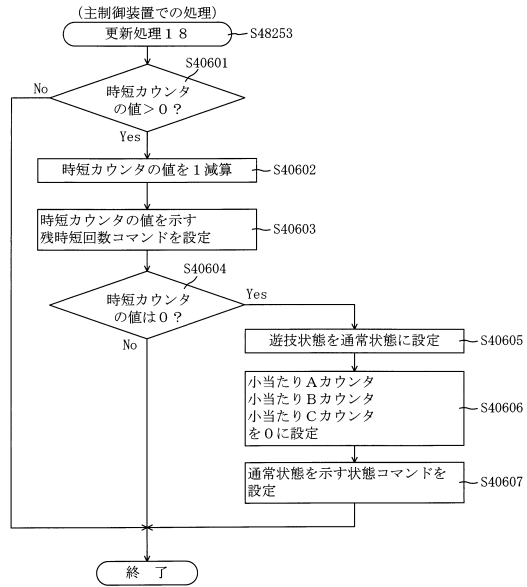 (主制御装置での処理)
更新処理18
S48253
S40601
No
時短カウンタ
の値>0?
Yes
時短カウンタの値を1減算
S40602
時短カウンタの値を示す
残時短回数コマンドを設定
S40603
S40604
時短カウンタ
の値は0?
Yes
No
遊技状態を通常状態に設定
S40605
小当たりAカウンタ
小当たりBカウンタ
小当たりCカウンタ
を0に設定
S40606
通常状態を示す状態コマンドを
設定
S40607
終 了